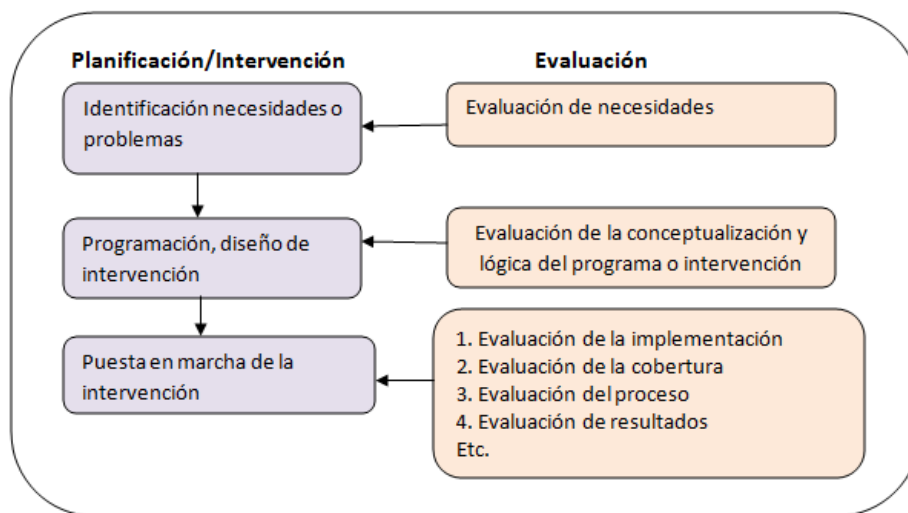 Planificación/Intervención
Evaluación
Identificación necesidades o
problemas
Evaluación de necesidades
Programación, diseño de
intervención
Evaluación de la conceptualización y
lógica del programa o intervención
Puesta en marcha de la
intervención
1. Evaluación de la implementación
2. Evaluación de la cobertura
3. Evaluación del proceso
4. Evaluación de resultados
Etc.